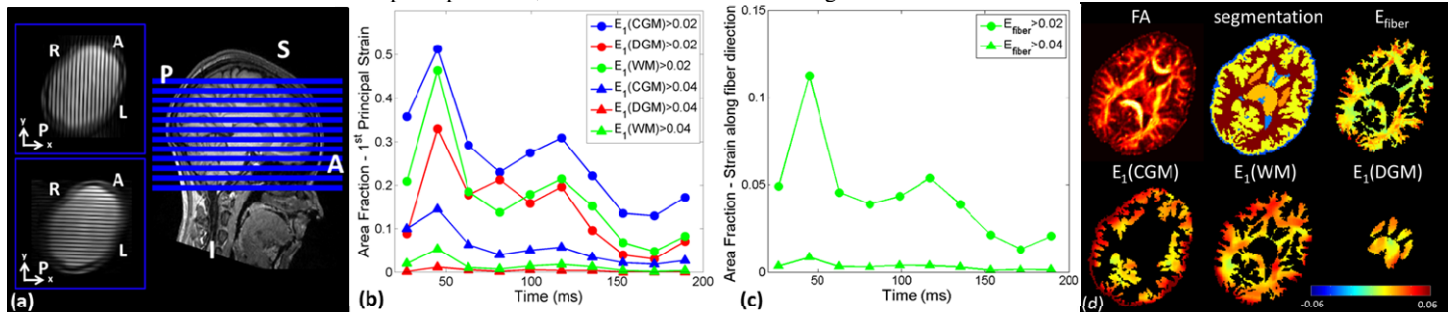 R
A
L
P
y
x
R
A
L
P
y
x
S
P
A
I
(a)
Area Fraction - 1st Principal Strain
0.6
0.5
0.4
0.3
0.2
0.1
0
50
100
150
200
Time (ms)
E1(CGM)>0.02
E1(DGM)>0.02
E1(WM)>0.02
E1(CGM)>0.04
E1(DGM)>0.04
E1(WM)>0.04
(b)
Area Fraction - Strain along fiber direction
0.15
0.1
0.05
0
50
100
150
200
Time (ms)
Efiber>0.02
Efiber>0.04
(c)
FA
segmentation
Efiber
E1(CGM)
E1(WM)
E1(DGM)
-0.06
0.06
(d)